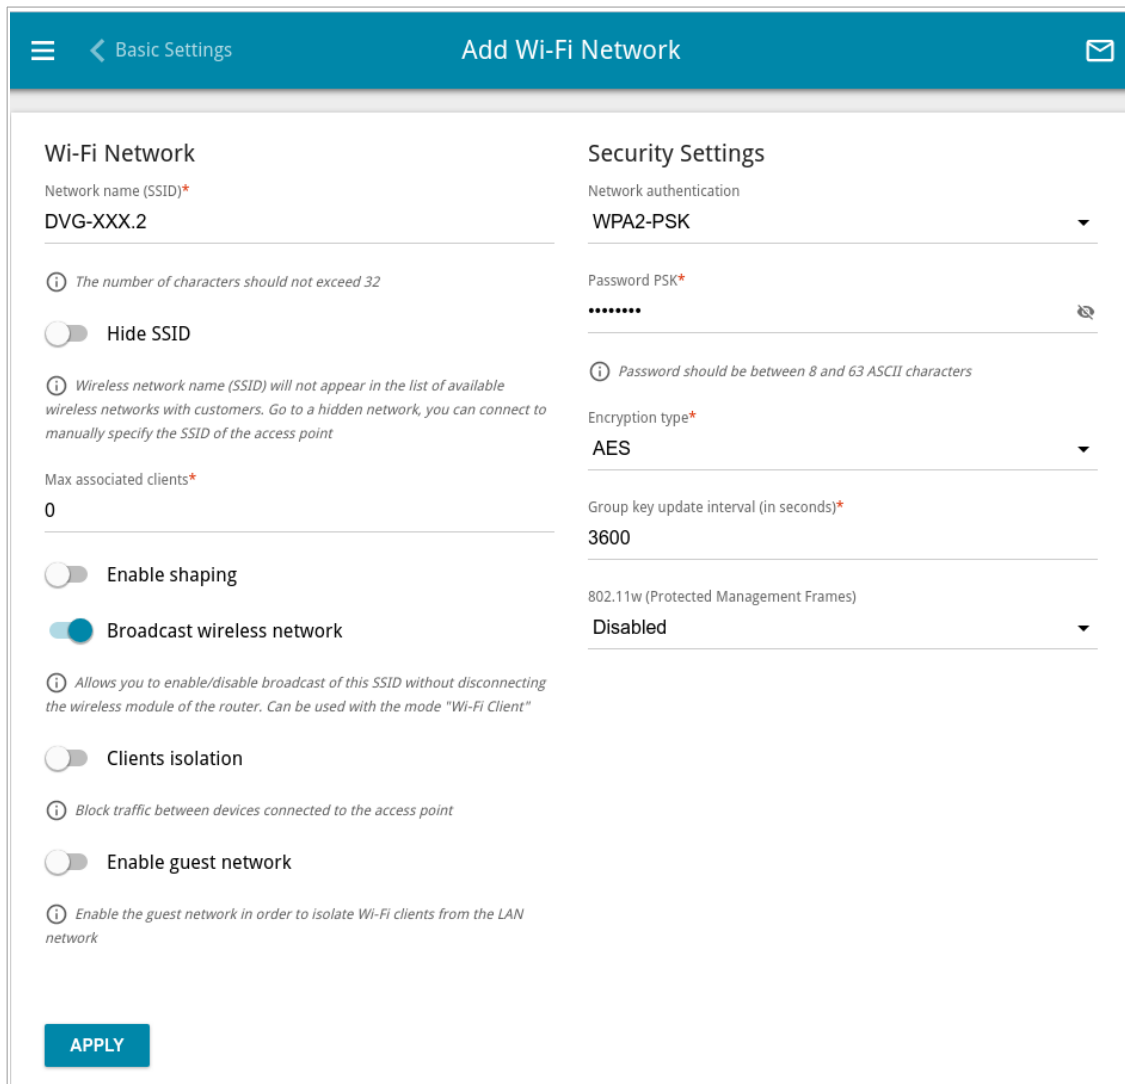 Basic Settings
Add Wi-Fi Network
Wi-Fi Network
Network name (SSID)*
DVG-XXX.2
The number of characters should not exceed 32
Hide SSID
Wireless network name (SSID) will not appear in the list of available
wireless networks with customers. Go to a hidden network, you can connect to
manually specify the SSID of the access point
Max associated clients*
0
Enable shaping
Broadcast wireless network
Allows you to enable/disable broadcast of this SSID without disconnecting
the wireless module of the router. Can be used with the mode "Wi-Fi Client"
Clients isolation
Block traffic between devices connected to the access point
Enable guest network
Enable the guest network in order to isolate Wi-Fi clients from the LAN
network
APPLY
Security Settings
Network authentication
WPA2-PSK
Password PSK*
••••••••
Password should be between 8 and 63 ASCII characters
Encryption type*
AES
Group key update interval (in seconds)*
3600
802.11w (Protected Management Frames)
Disabled